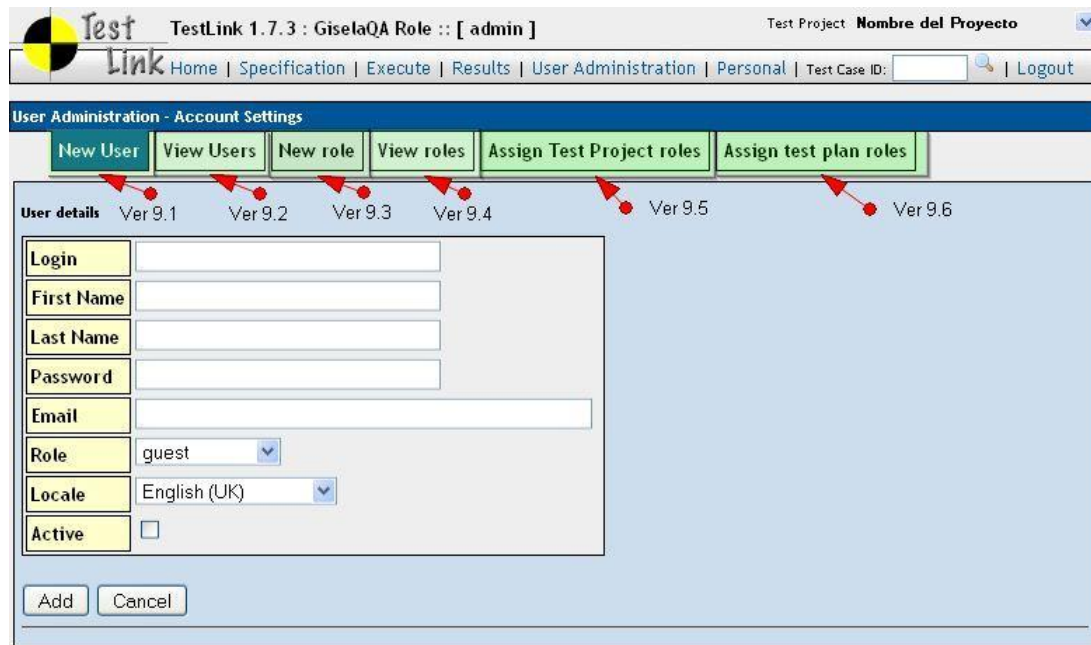 Test Link
TestLink 1.7.3 : GiselaQA Role :: [ admin ]
Test Project Nombre del Proyecto
Home | Specification | Execute | Results | User Administration | Personal | Test Case ID: | Logout
User Administration - Account Settings
New User View Users New role View roles Assign Test Project roles Assign test plan roles
Ver 9.1 Ver 9.2 Ver 9.3 Ver 9.4 Ver 9.5 Ver 9.6
User details
Login
First Name
Last Name
Password
Email
Role guest
Locale English (UK)
Active
Add Cancel